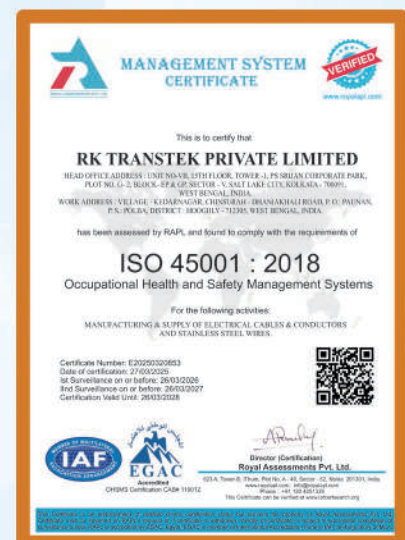 MANAGEMENT SYSTEM
CERTIFICATE
VERIFIED
www.royalapl.com
This is to certify that
RK TRANSTEK PRIVATE LIMITED
HEAD OFFICE ADDRESS : UNIT NO-VB, 15TH FLOOR, TOWER -1, PS SRIJAN CORPORATE PARK,
PLOT NO. G-2, BLOCK-EP & GP, SECTOR - V, SALT LAKE CITY, KOLKATA - 700091,
WEST BENGAL, INDIA.
WORK ADDRESS : VILLAGE - KEDARNAGAR, CHINSURAH - DHANIAKHALI ROAD, P. O.: PAUNAN,
P. S.: POLBA, DISTRICT : HOOGHLY - 712305, WEST BENGAL, INDIA.
has been assessed by RAPL and found to comply with the requirements of
ISO 45001 : 2018
Occupational Health and Safety Management Systems
For the following activities:
MANUFACTURING & SUPPLY OF ELECTRICAL CABLES & CONDUCTORS
AND STAINLESS STEEL WIRES.
Certificate Number: E20250320853
Date of certification: 27/03/2025
Ist Surveillance on or before: 26/03/2026
IInd Surveillance on or before: 26/03/2027
Certification Valid Until: 26/03/2028
IAF
EGAC
Accredited
OHSMS Certification CAB# 119012
Director (Certification)
Royal Assessments Pvt. Ltd.